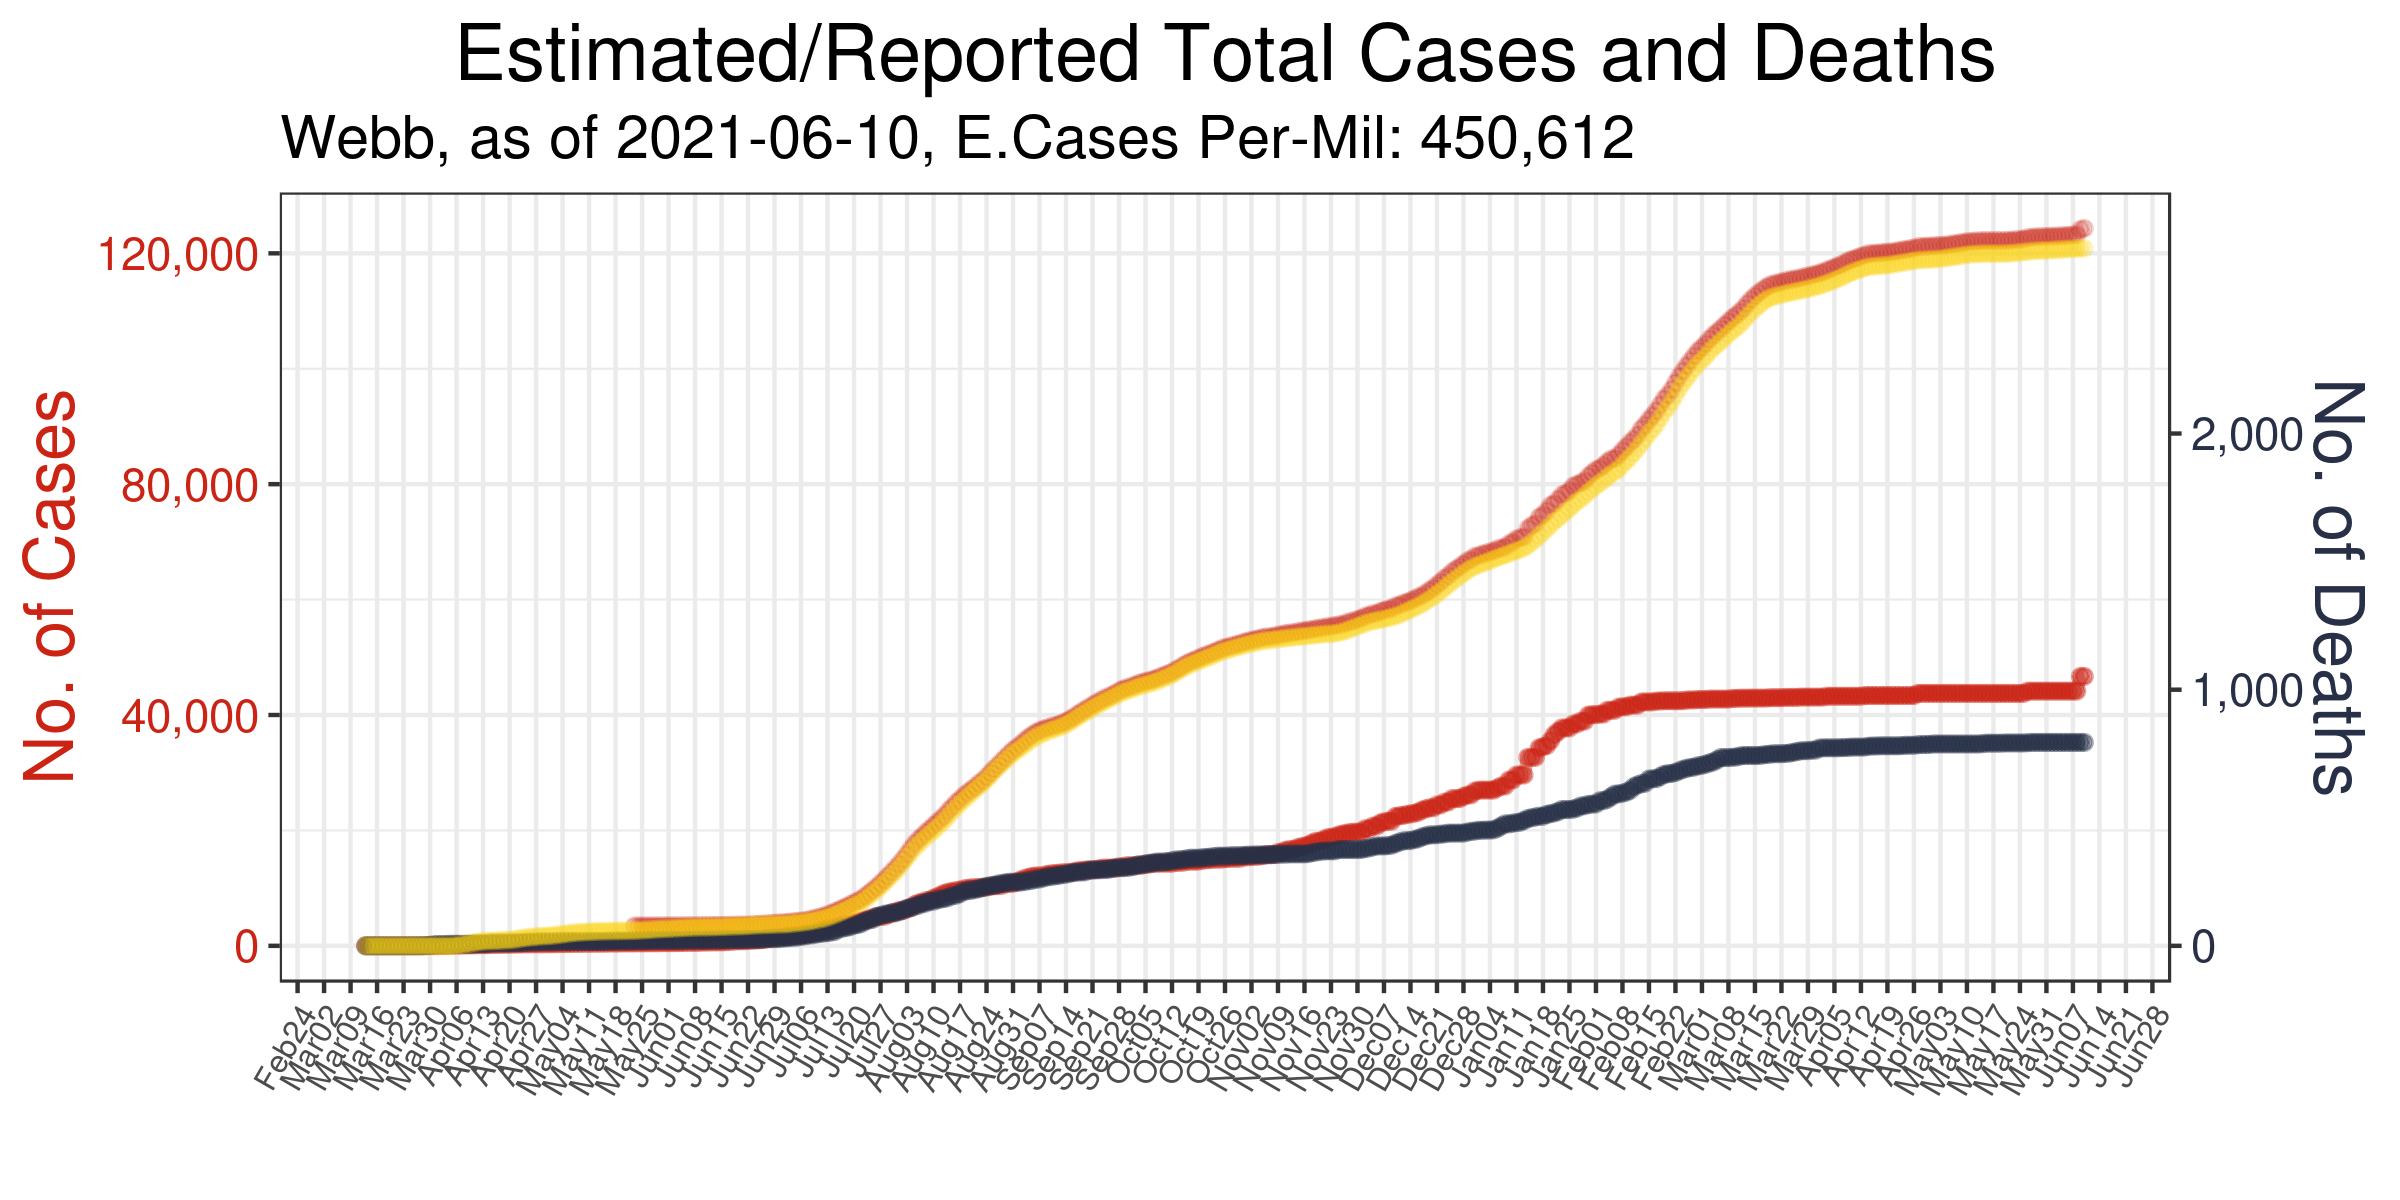 Estimated/Reported Total Cases and Deaths
Webb, as of 2021-06-10, E.Cases Per-Mil: 450,612
No. of Cases
120,000
80,000
40,000
0
No. of Deaths
2,000
1,000
0
Feb24
Mar02
Mar09
Mar16
Mar23
Mar30
Apr06
Apr13
Apr20
Apr27
May04
May11
May18
May25
Jun01
Jun08
Jun15
Jun22
Jun29
Jul06
Jul13
Jul20
Jul27
Aug03
Aug10
Aug17
Aug24
Aug31
Sep07
Sep14
Sep21
Sep28
Oct05
Oct12
Oct19
Oct26
Nov02
Nov09
Nov16
Nov23
Nov30
Dec07
Dec14
Dec21
Dec28
Jan04
Jan11
Jan18
Jan25
Feb01
Feb08
Feb15
Feb22
Mar01
Mar08
Mar15
Mar22
Mar29
Apr05
Apr12
Apr19
Apr26
May03
May10
May17
May24
May31
Jun07
Jun14
Jun21
Jun28